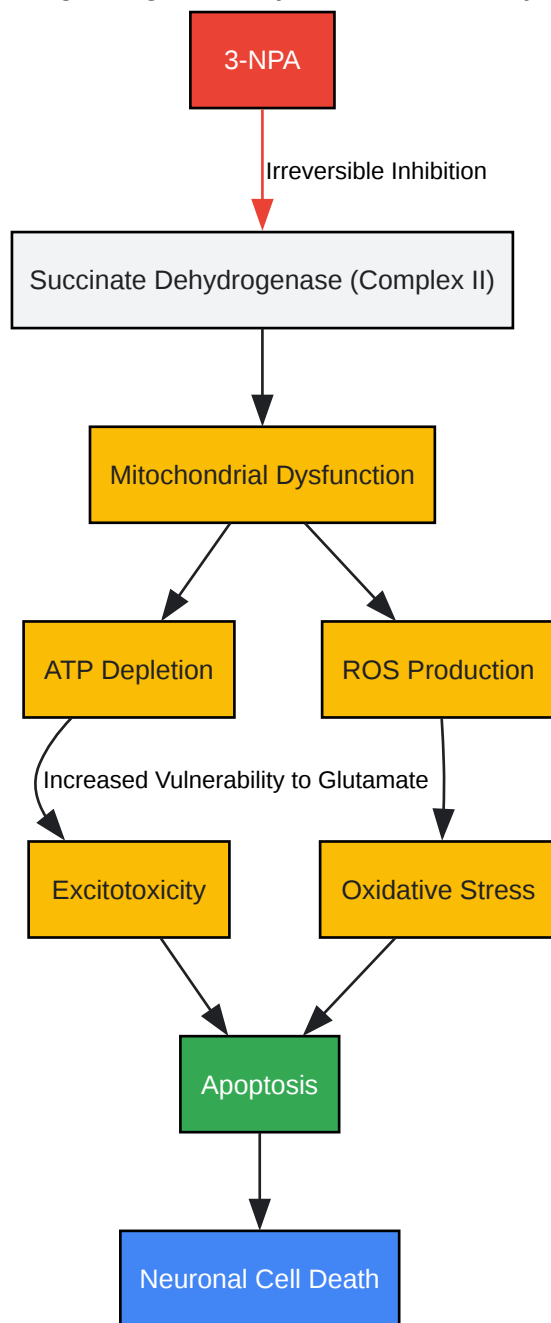 3-NPA
Irreversible Inhibition
Succinate Dehydrogenase (Complex II)
Mitochondrial Dysfunction
ATP Depletion
ROS Production
Increased Vulnerability to Glutamate
Excitotoxicity
Oxidative Stress
Apoptosis
Neuronal Cell Death